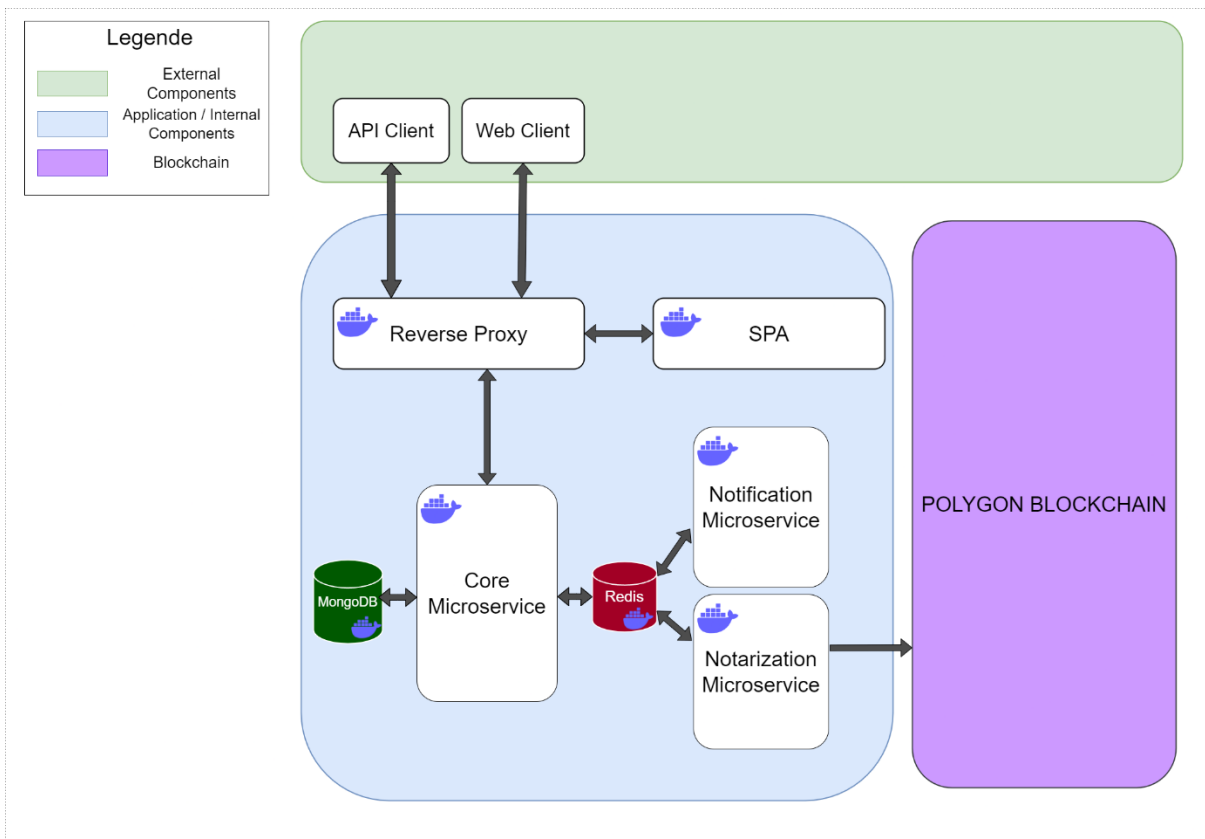 Legende
External
Components
Application / Internal
Components
Blockchain
API Client
Web Client
Reverse Proxy
SPA
Notification
Microservice
POLYGON BLOCKCHAIN
Core
Microservice
MongoDB
Redis
Notarization
Microservice